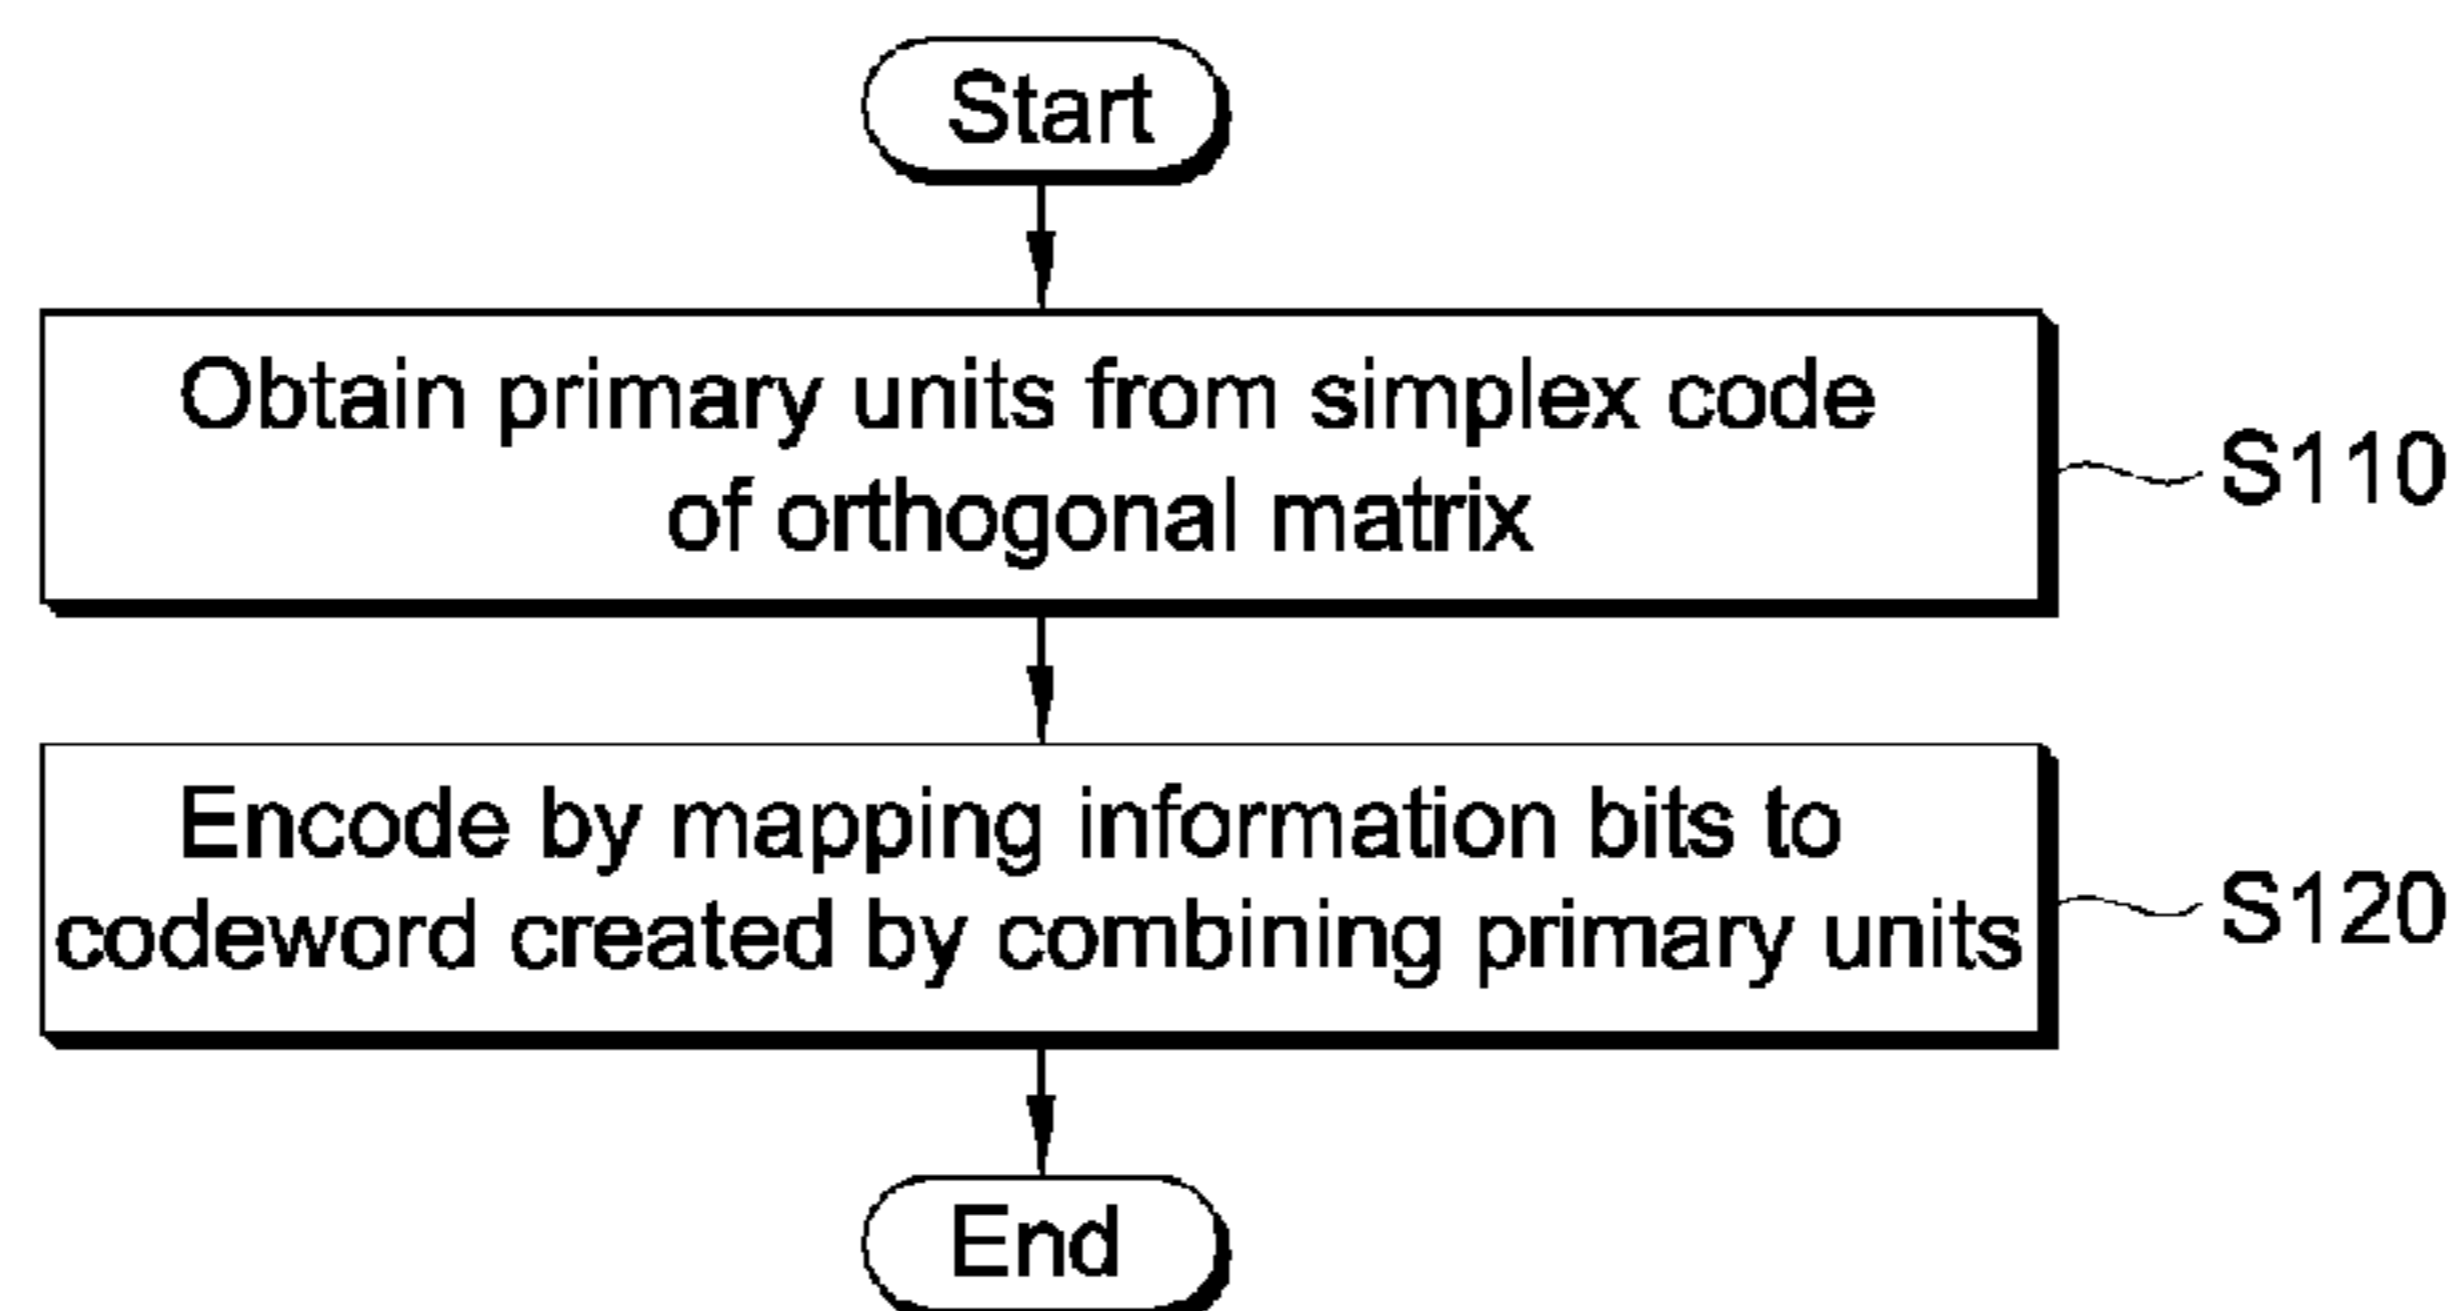 Start
Obtain primary units from simplex code
of orthogonal matrix
S110
Encode by mapping information bits to
codeword created by combining primary units
S120
End